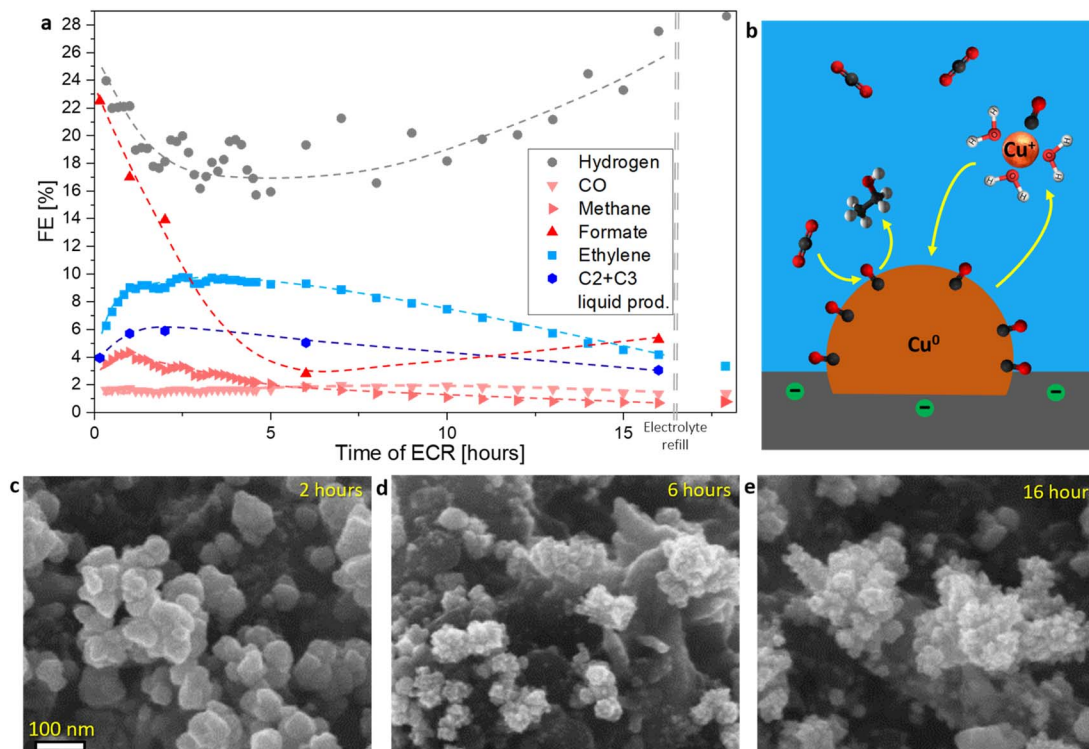 a
28
26
24
22
20
18
16
14
12
10
8
6
4
2
0
FE [%]
0
5
10
15
Time of ECR [hours]
Electrolyte
refill
Hydrogen
CO
Methane
Formate
Ethylene
C2+C3
liquid prod.
b
H
H
H
H
H
H
Cu+
Cu0
−
−
−
c
2 hours
100 nm
d
6 hours
e
16 hour